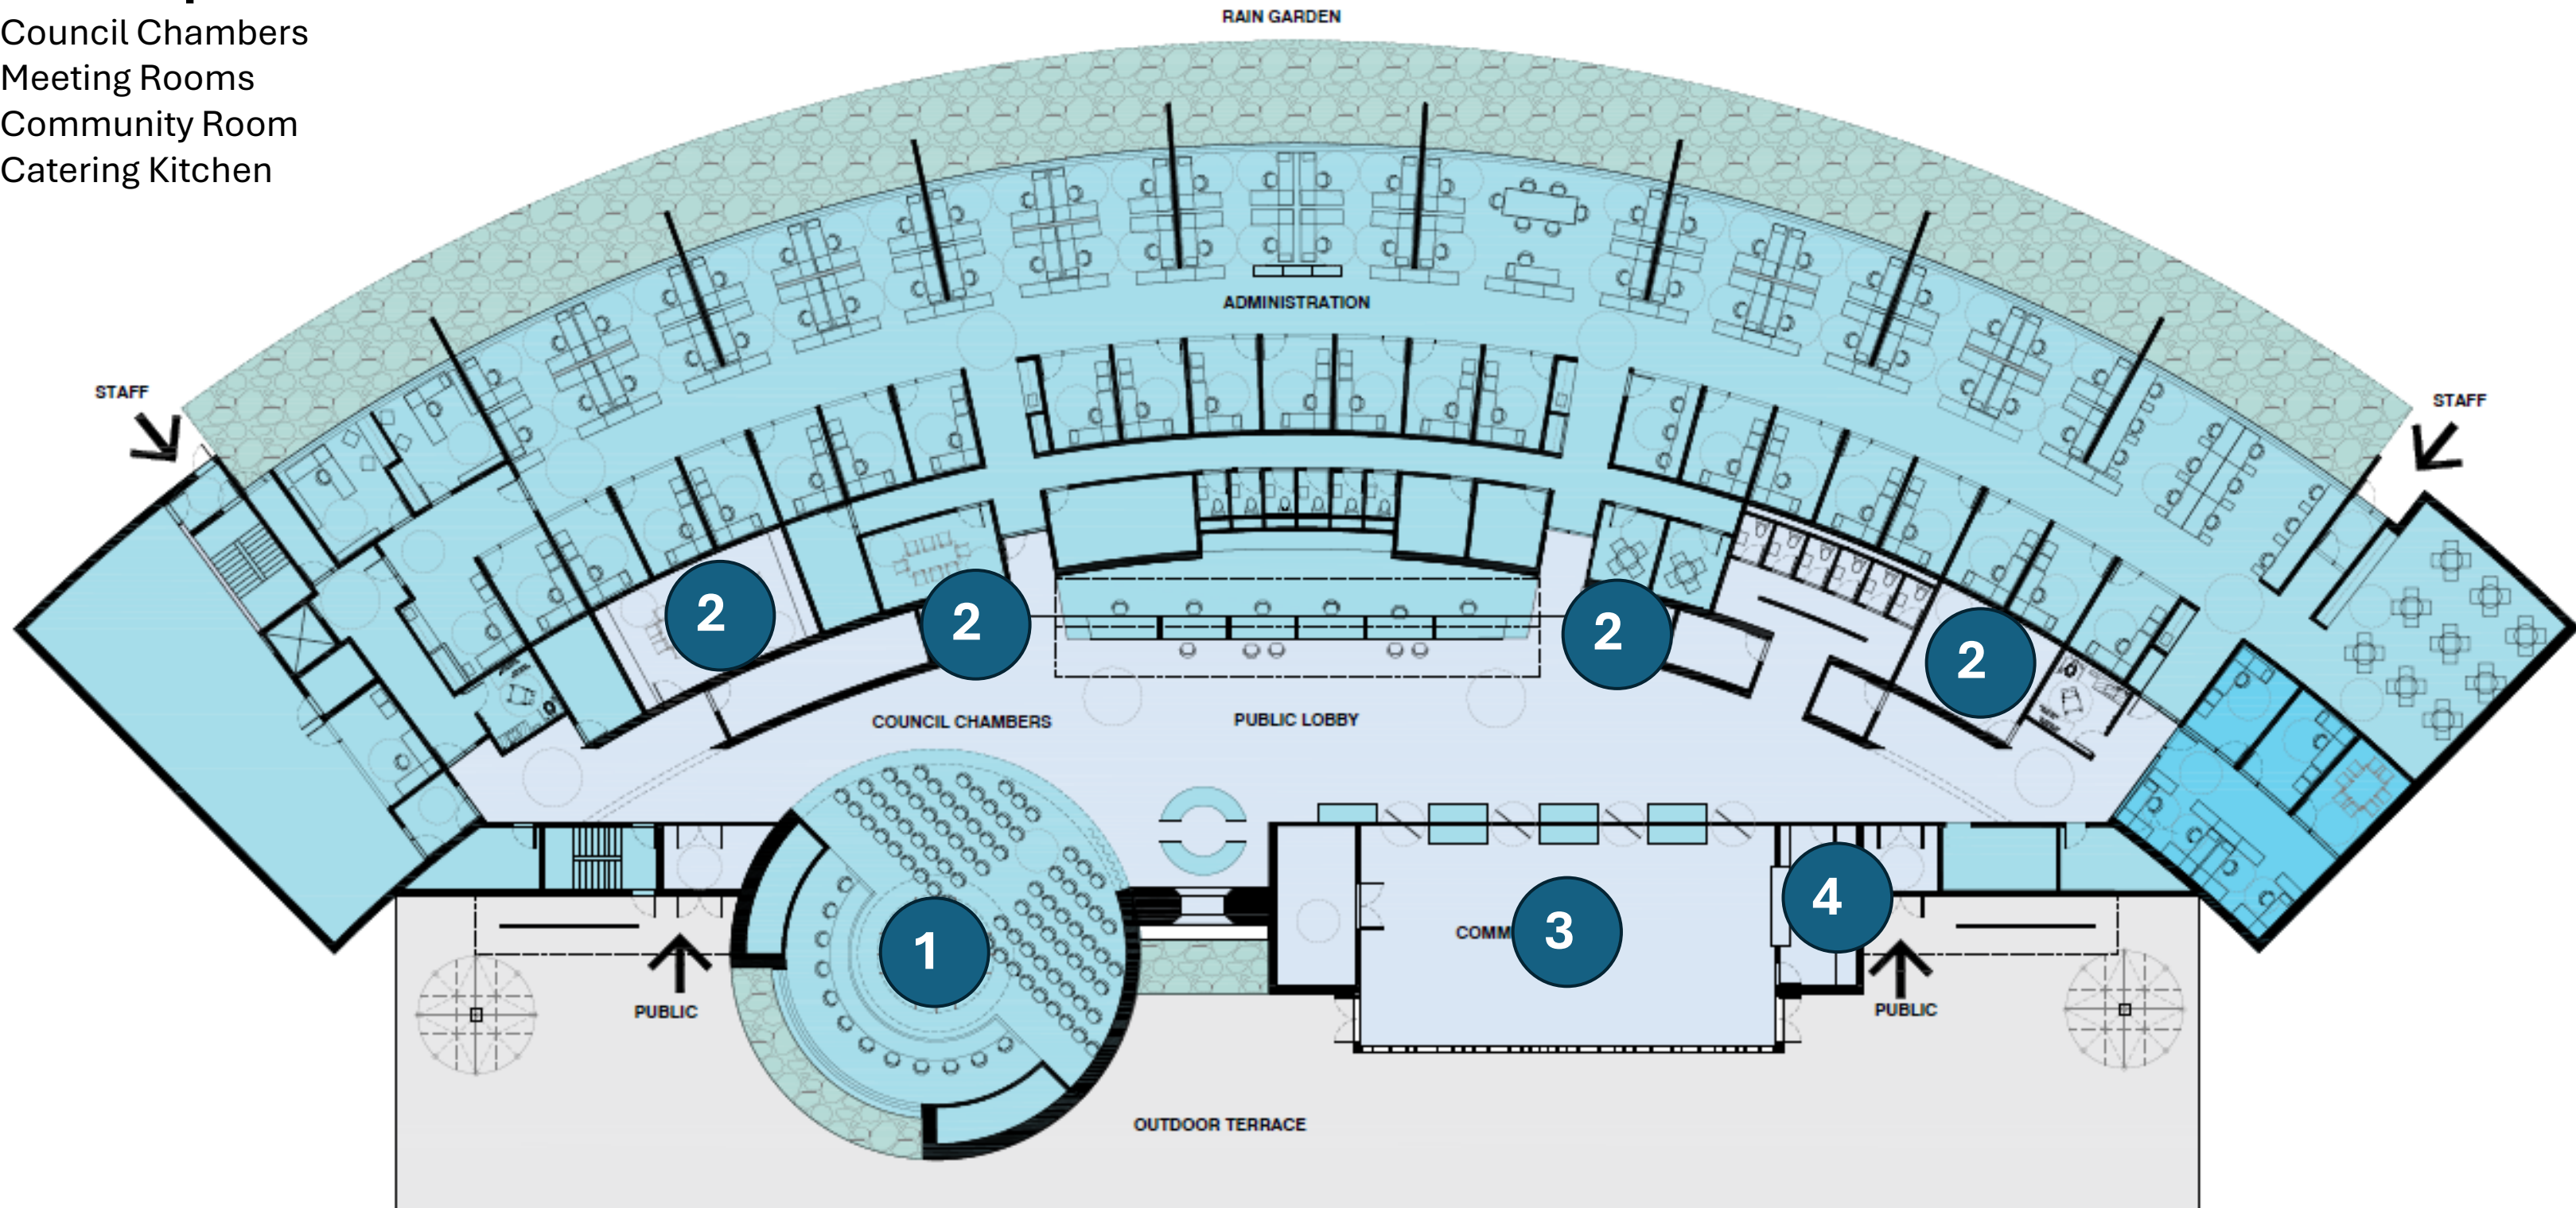 Council Chambers
Meeting Rooms
Community Room
Catering Kitchen
RAIN GARDEN
ADMINISTRATION
STAFF
STAFF
2
2
2
2
COUNCIL CHAMBERS
PUBLIC LOBBY
1
COMM
3
4
PUBLIC
PUBLIC
OUTDOOR TERRACE